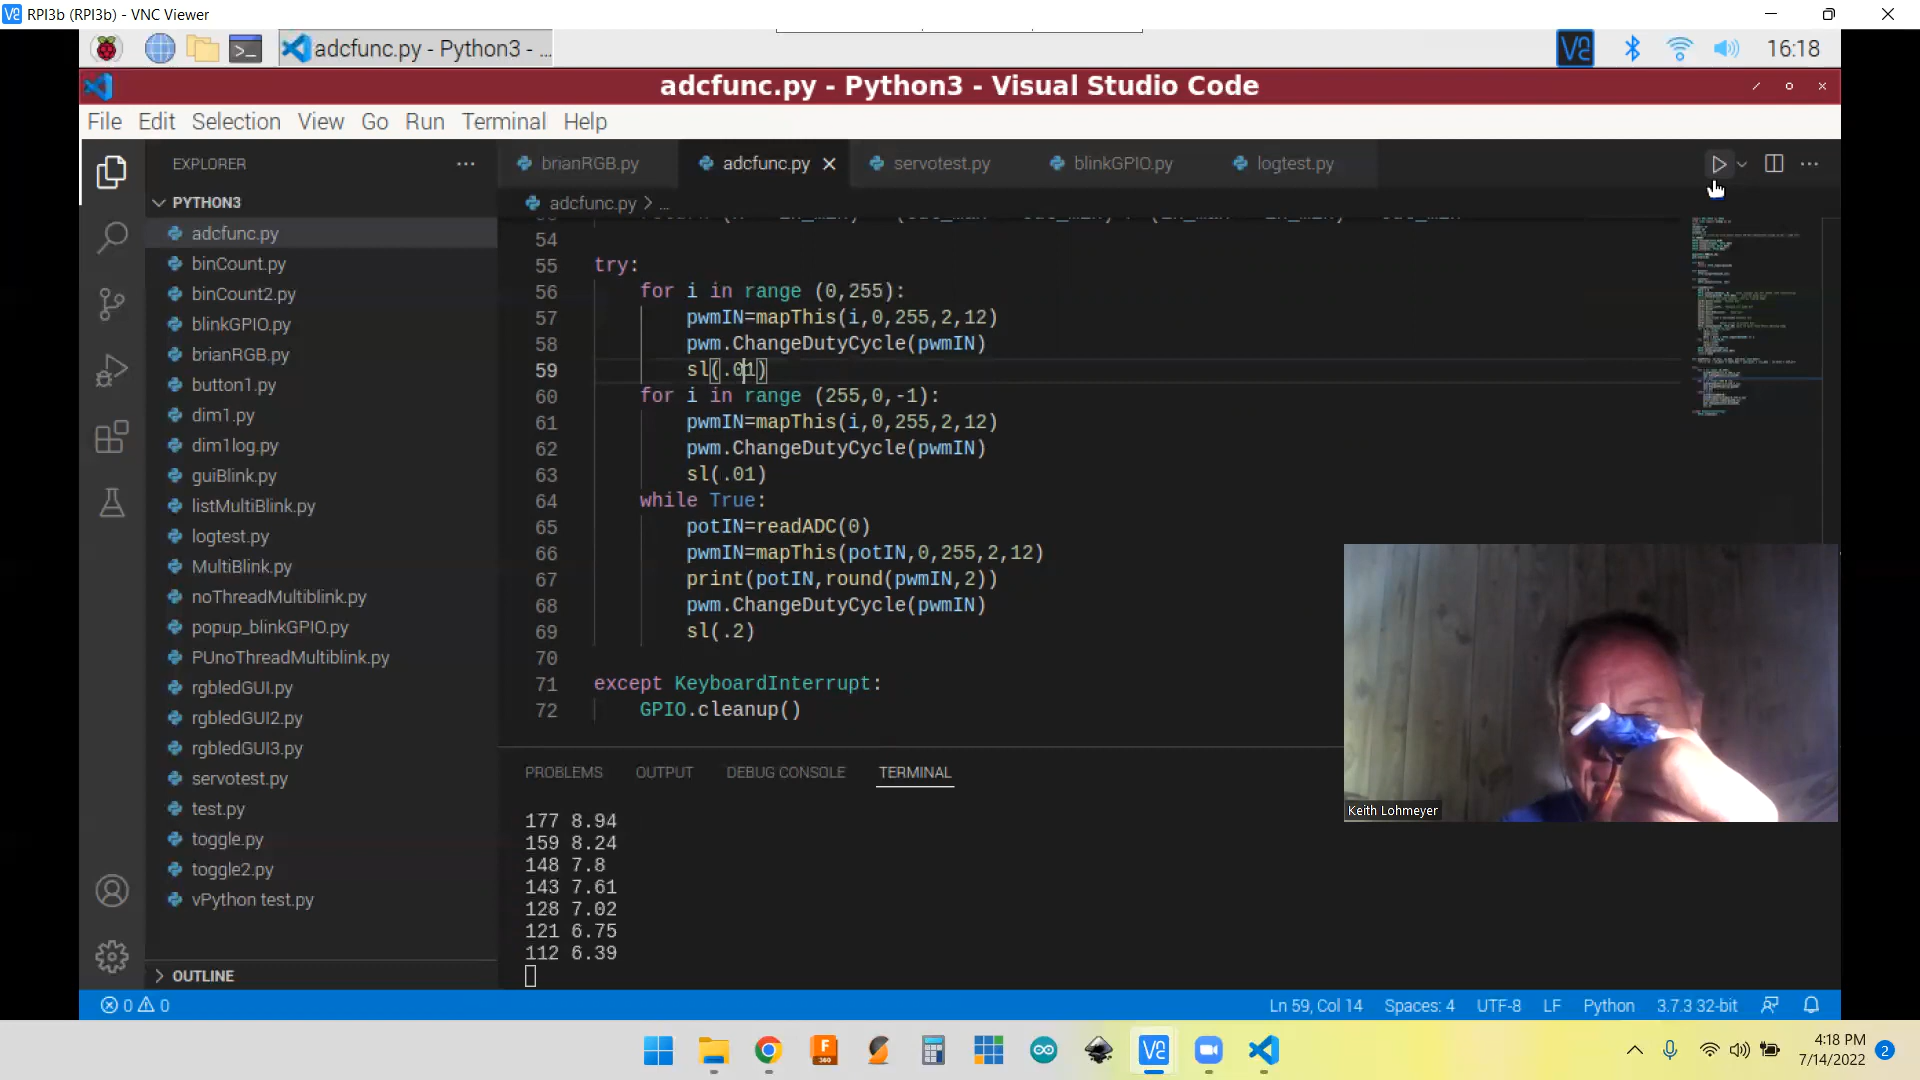 RPI3b (RPI3b) - VNC Viewer
adcfunc.py - Python3 - ...
16:18
adcfunc.py - Python3 - Visual Studio Code
File Edit Selection View Go Run Terminal Help
EXPLORER
brianRGB.py adcfunc.py servotest.py blinkGPIO.py logtest.py
PYTHON3
adcfunc.py > ...
adcfunc.py
binCount.py
binCount2.py
blinkGPIO.py
brianRGB.py
button1.py
dim1.py
dim1log.py
guiBlink.py
listMultiBlink.py
logtest.py
MultiBlink.py
noThreadMultiblink.py
popup_blinkGPIO.py
PUnoThreadMultiblink.py
rgbledGUI.py
rgbledGUI2.py
rgbledGUI3.py
servotest.py
test.py
toggle.py
toggle2.py
vPython test.py
OUTLINE
54
55 try:
56 for i in range (0,255):
57 pwmIN=mapThis(i,0,255,2,12)
58 pwm.ChangeDutyCycle(pwmIN)
59 sl(.01)
60 for i in range (255,0,-1):
61 pwmIN=mapThis(i,0,255,2,12)
62 pwm.ChangeDutyCycle(pwmIN)
63 sl(.01)
64 while True:
65 potIN=readADC(0)
66 pwmIN=mapThis(potIN,0,255,2,12)
67 print(potIN,round(pwmIN,2))
68 pwm.ChangeDutyCycle(pwmIN)
69 sl(.2)
70
71 except KeyboardInterrupt:
72 GPIO.cleanup()
PROBLEMS OUTPUT DEBUG CONSOLE TERMINAL
177 8.94
159 8.24
148 7.8
143 7.61
128 7.02
121 6.75
112 6.39
Keith Lohmeyer
0 0
Ln 59, Col 14 Spaces: 4 UTF-8 LF Python 3.7.3 32-bit
4:18 PM
7/14/2022
2